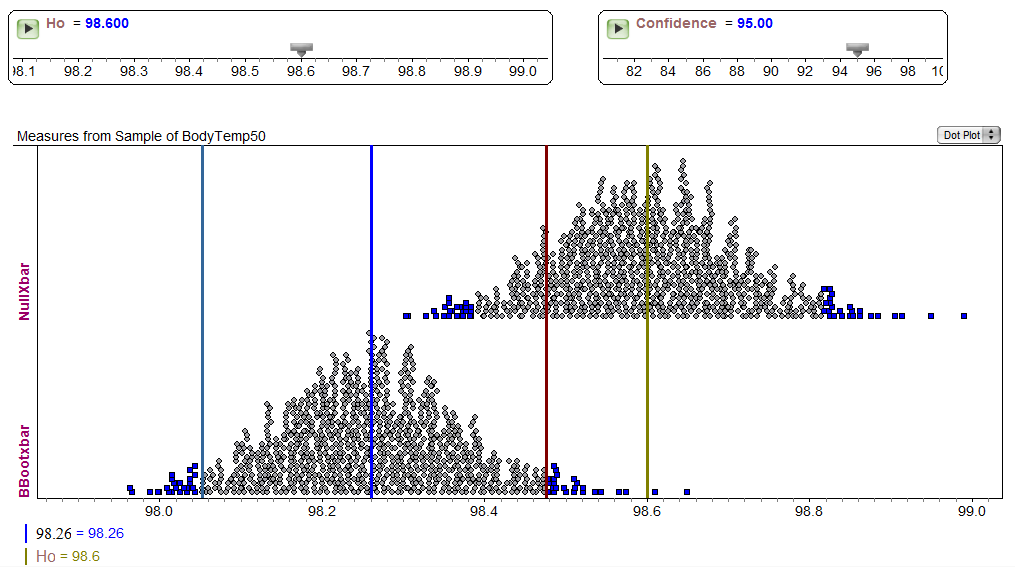 Ho = 98.600
98.1 98.2 98.3 98.4 98.5 98.6 98.7 98.8 98.9 99.0
Confidence = 95.00
82 84 86 88 90 92 94 96 98 10
Measures from Sample of BodyTemp50
Dot Plot
NullXbar
BBootxbar
98.0 98.2 98.4 98.6 98.8 99.0
98.26 = 98.26
Ho = 98.6